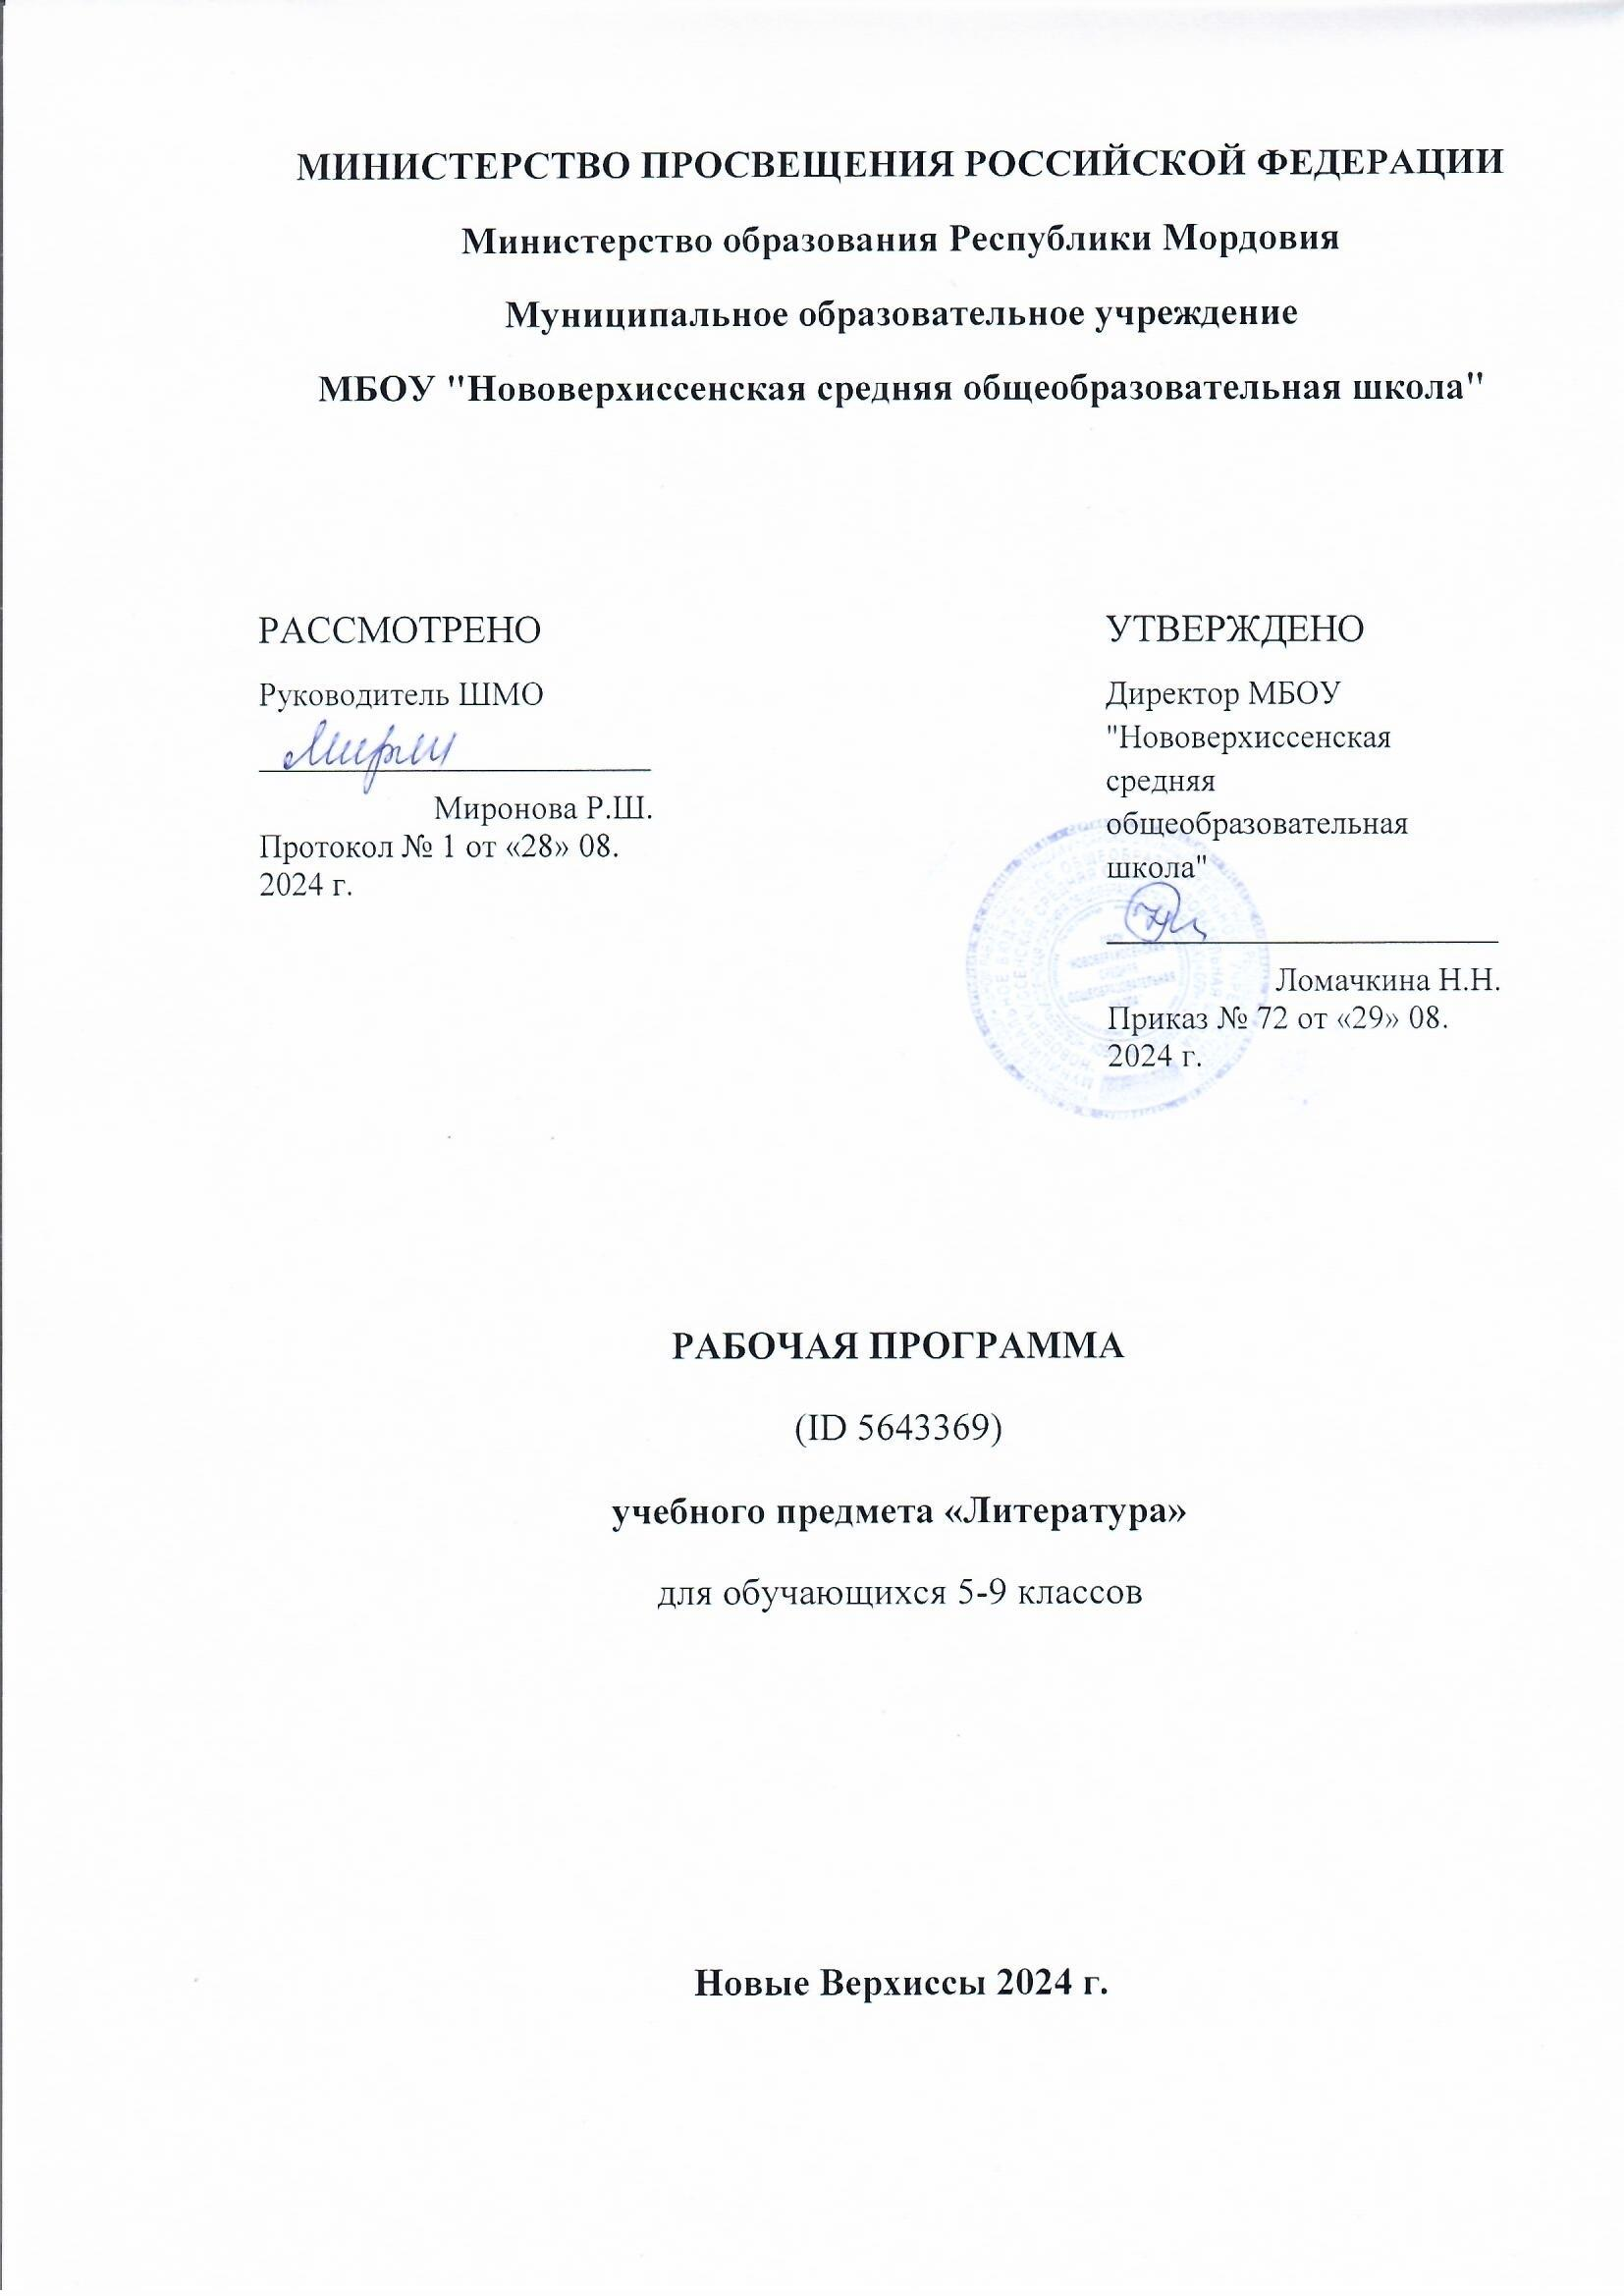 МИНИСТЕРСТВО ПРОСВЕЩЕНИЯ РОССИЙСКОЙ ФЕДЕРАЦИИ
Министерство образования Республики Мордовия
Муниципальное образовательное учреждение
МБОУ "Нововерхиссенская средняя общеобразовательная школа"
РАССМОТРЕНО
Руководитель ШМО
Миронова Р.Ш.
Протокол № 1 от «28» 08.
2024 г.
УТВЕРЖДЕНО
Директор МБОУ
"Нововерхиссенская
средняя
общеобразовательная
школа"
Ломачкина Н.Н.
Приказ № 72 от «29» 08.
2024 г.
РАБОЧАЯ ПРОГРАММА
(ID 5643369)
учебного предмета «Литература»
для обучающихся 5-9 классов
Новые Верхиссы 2024 г.